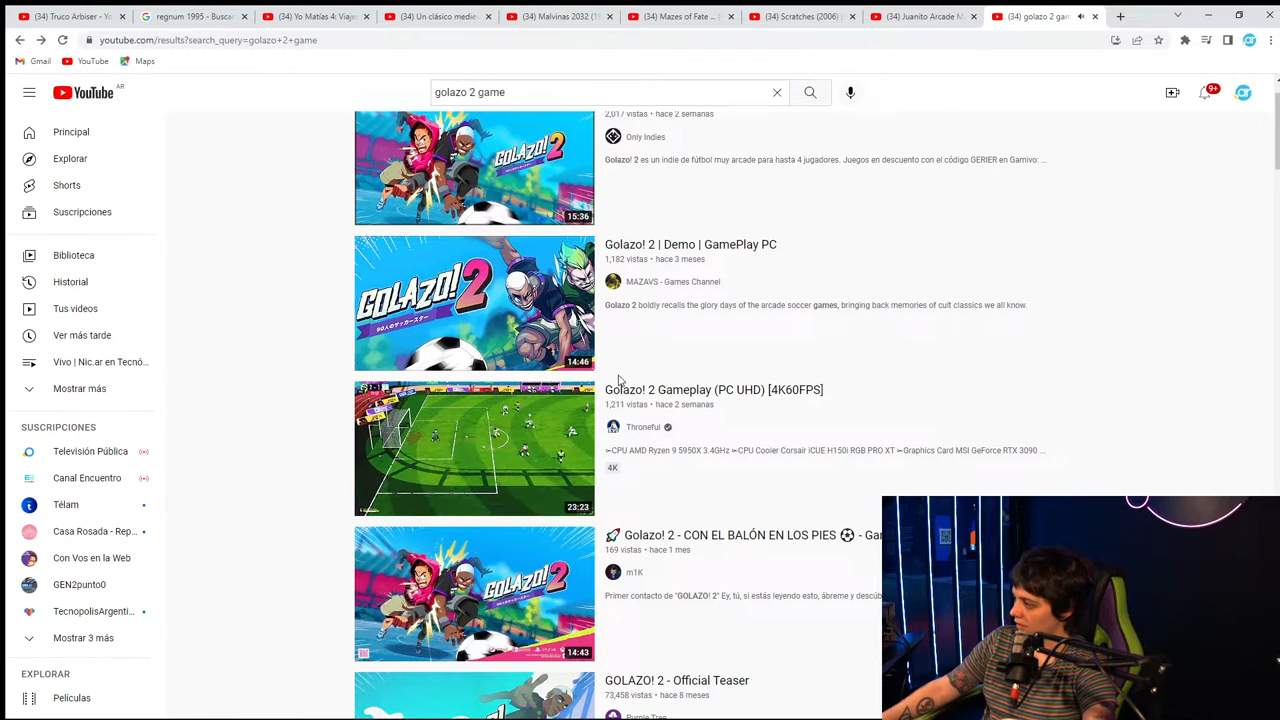 (34) Truco Arbiser - Yo
regnum 1995 - Buscar
(34) Yo Matías 4: Viaje
(34) Un clásico medie
(34) Malvinas 2032 (19
(34) Mazes of Fate
(34) Scratches (2006)
(34) Juanito Arcade M
(34) golazo 2 gam
youtube.com/results?search_query=golazo+2+game
Gmail
YouTube
Maps
YouTube AR
golazo 2 game
9+
Principal
Explorar
Shorts
Suscripciones
Biblioteca
Historial
Tus videos
Ver más tarde
Vivo | Nic.ar en Tecnó...
Mostrar más
SUSCRIPCIONES
Televisión Pública
Canal Encuentro
Télam
Casa Rosada - Rep...
Con Vos en la Web
GEN2punt0
TecnopolisArgenti...
Mostrar 3 más
EXPLORAR
Películas
GOLAZO! 2
15:36
2,017 vistas • hace 2 semanas
Only Indies
Golazo! 2 es un indie de fútbol muy arcade para hasta 4 jugadores. Juegos en descuento con el código GERIER en Gamivo: ...
GOLAZO! 2
14:46
Golazo! 2 | Demo | GamePlay PC
1,182 vistas • hace 3 meses
MAZAVS - Games Channel
Golazo 2 boldly recalls the glory days of the arcade soccer games, bringing back memories of cult classics we all know.
23:23
Golazo! 2 Gameplay (PC UHD) [4K60FPS]
1,211 vistas • hace 2 semanas
Throneful
➳CPU AMD Ryzen 9 5950X 3.4GHz ➳CPU Cooler Corsair iCUE H150i RGB PRO XT ➳Graphics Card MSI GeForce RTX 3090 ...
4K
GOLAZO! 2
14:43
🚀 Golazo! 2 - CON EL BALÓN EN LOS PIES ⚽ - Gam
169 vistas • hace 1 mes
m1K
Primer contacto de "GOLAZO! 2" Ey, tú, si estás leyendo esto, ábreme y descúb
GOLAZO! 2 - Official Teaser
73,458 vistas • hace 8 meses
Purple Tree